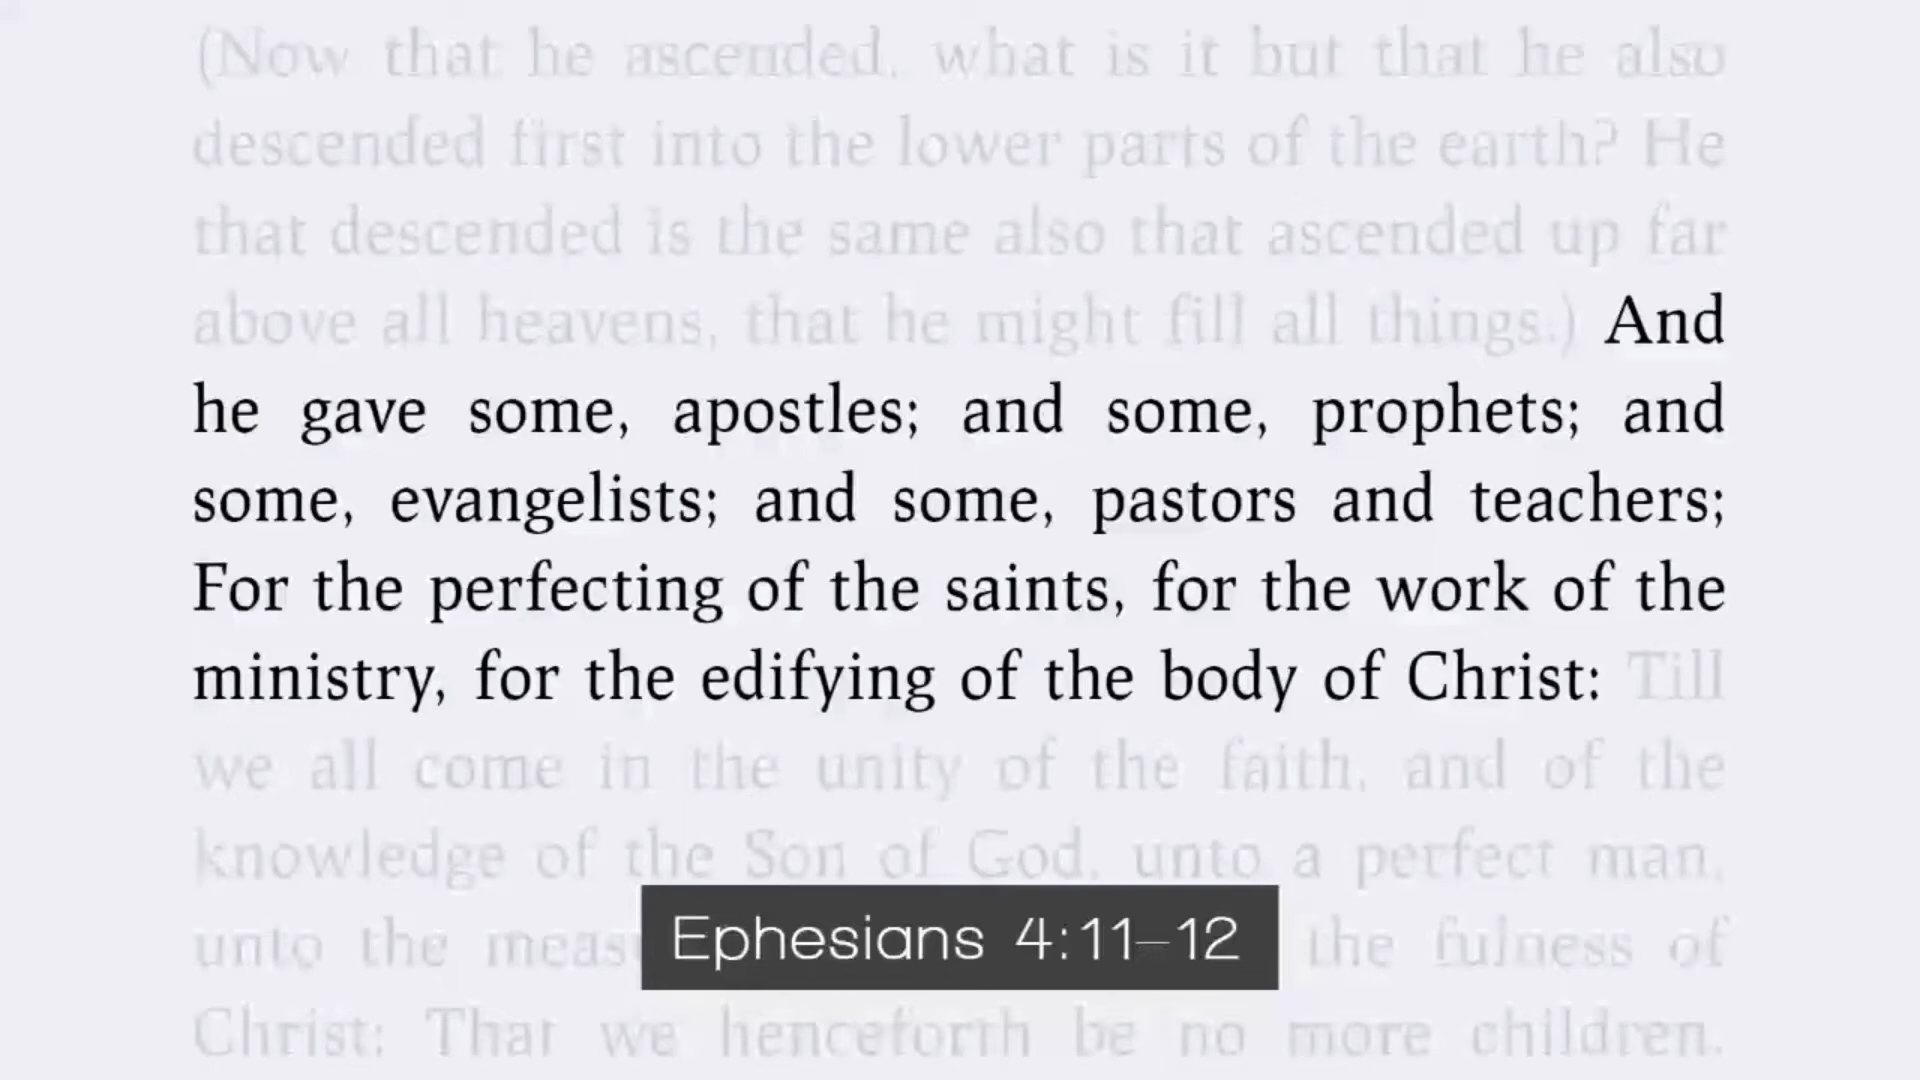 (Now that he ascended, what is it but that he also
descended first into the lower parts of the earth? He
that descended is the same also that ascended up far
above all heavens, that he might fill all things.) And
he gave some, apostles; and some, prophets; and
some, evangelists; and some, pastors and teachers;
For the perfecting of the saints, for the work of the
ministry, for the edifying of the body of Christ: Till
we all come in the unity of the faith, and of the
knowledge of the Son of God, unto a perfect man,
unto the the fulness of
Ephesians 4:11–12
Christ: That we henceforth be no more children,